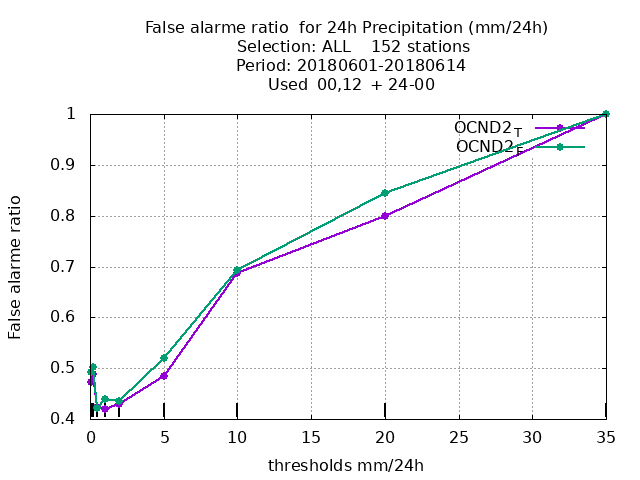 False alarme ratio  for 24h Precipitation (mm/24h)
Selection: ALL    152 stations
Period: 20180601-20180614
Used  00,12  + 24-00
OCND2_T
OCND2_F
1
0.9
0.8
0.7
0.6
0.5
0.4
False alarme ratio
0 5 10 15 20 25 30 35
thresholds mm/24h